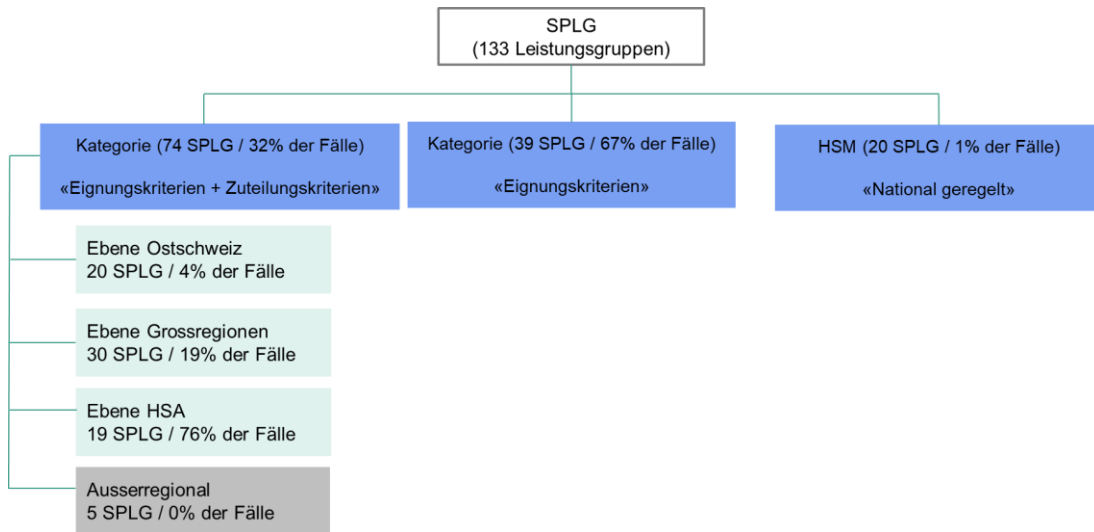 SPLG
(133 Leistungsgruppen)
Kategorie (74 SPLG / 32% der Fälle)
«Eignungskriterien + Zuteilungskriterien»
Kategorie (39 SPLG / 67% der Fälle)
«Eignungskriterien»
HSM (20 SPLG / 1% der Fälle)
«National geregelt»
Ebene Ostschweiz
20 SPLG / 4% der Fälle
Ebene Grossregionen
30 SPLG / 19% der Fälle
Ebene HSA
19 SPLG / 76% der Fälle
Ausserregional
5 SPLG / 0% der Fälle